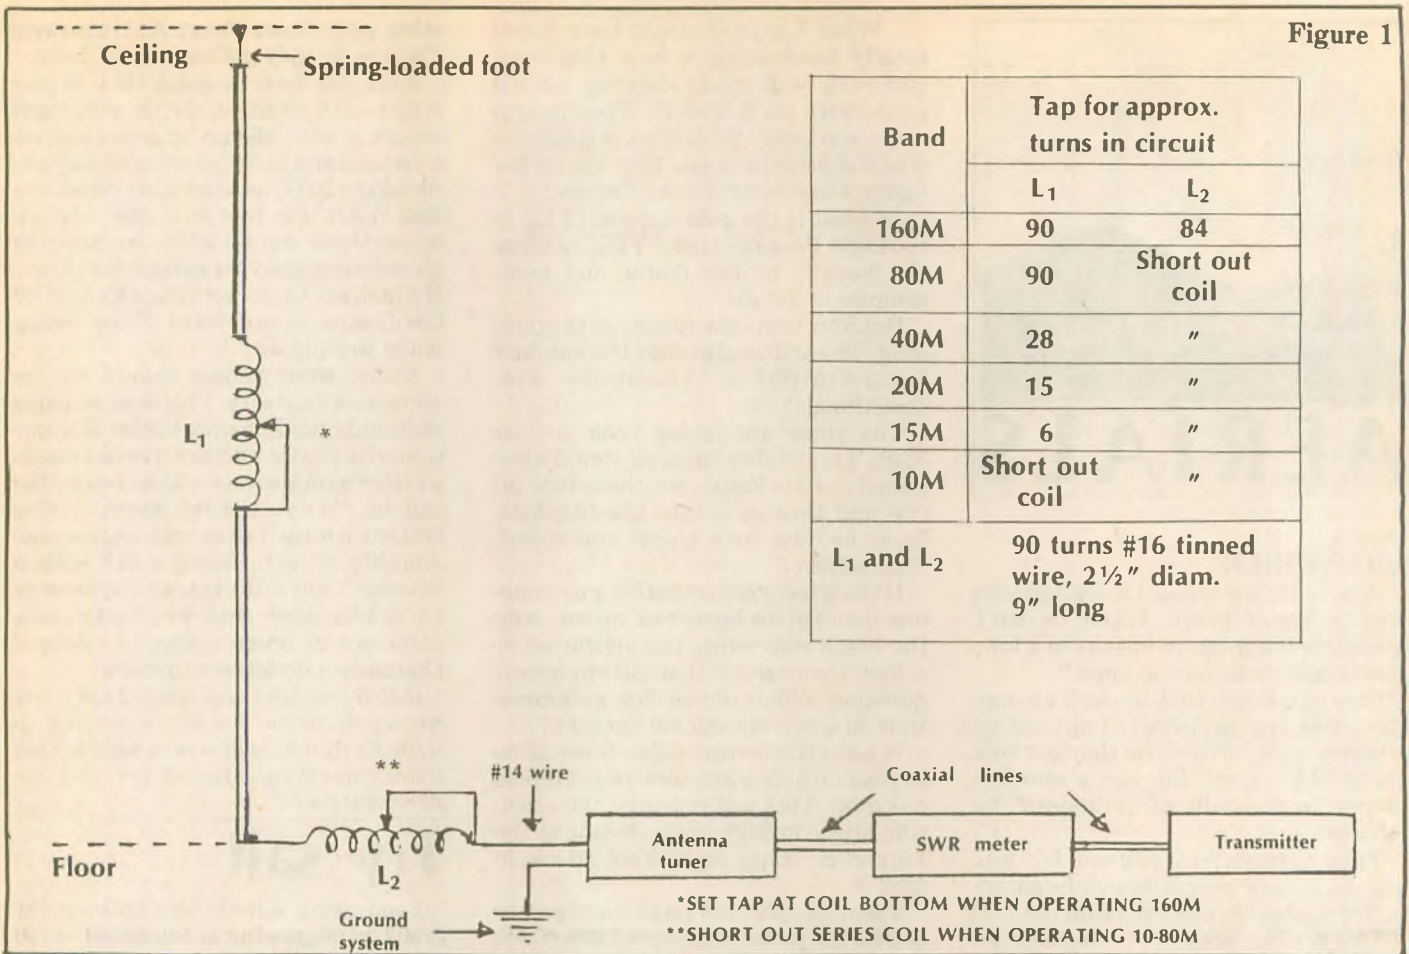 Figure 1
Ceiling
Spring-loaded foot
Band
Tap for approx.
turns in circuit
L₁ L₂
160M 90 84
80M 90 Short out
coil
40M 28 "
20M 15 "
15M 6 "
10M Short out
coil "
L₁ and L₂ 90 turns #16 tinned
wire, 2½" diam.
9" long
L₁ *
** #14 wire
Coaxial lines
Floor
L₂
Antenna
tuner
SWR meter
Transmitter
Ground
system
*SET TAP AT COIL BOTTOM WHEN OPERATING 160M
**SHORT OUT SERIES COIL WHEN OPERATING 10-80M